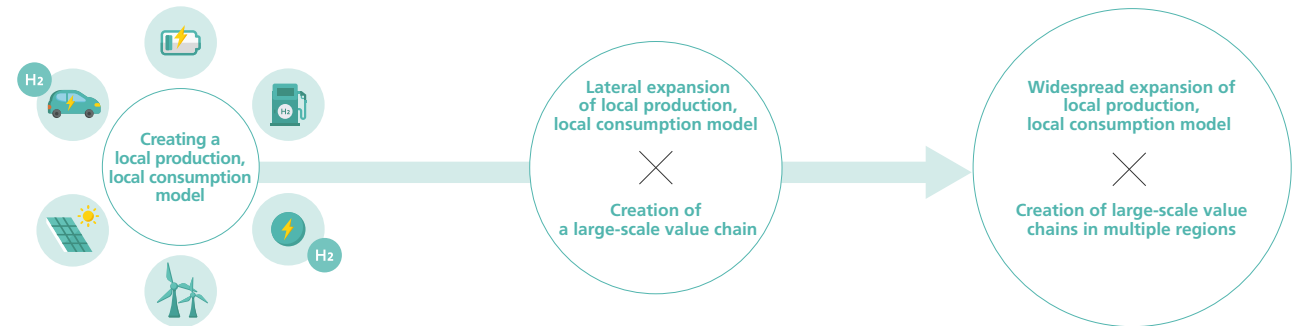 H2
H2
Creating a
local production,
local consumption
model
H2
Lateral expansion
of local production,
local consumption model
Creation of
a large-scale value chain
Widespread expansion of
local production,
local consumption model
Creation of large-scale value
chains in multiple regions